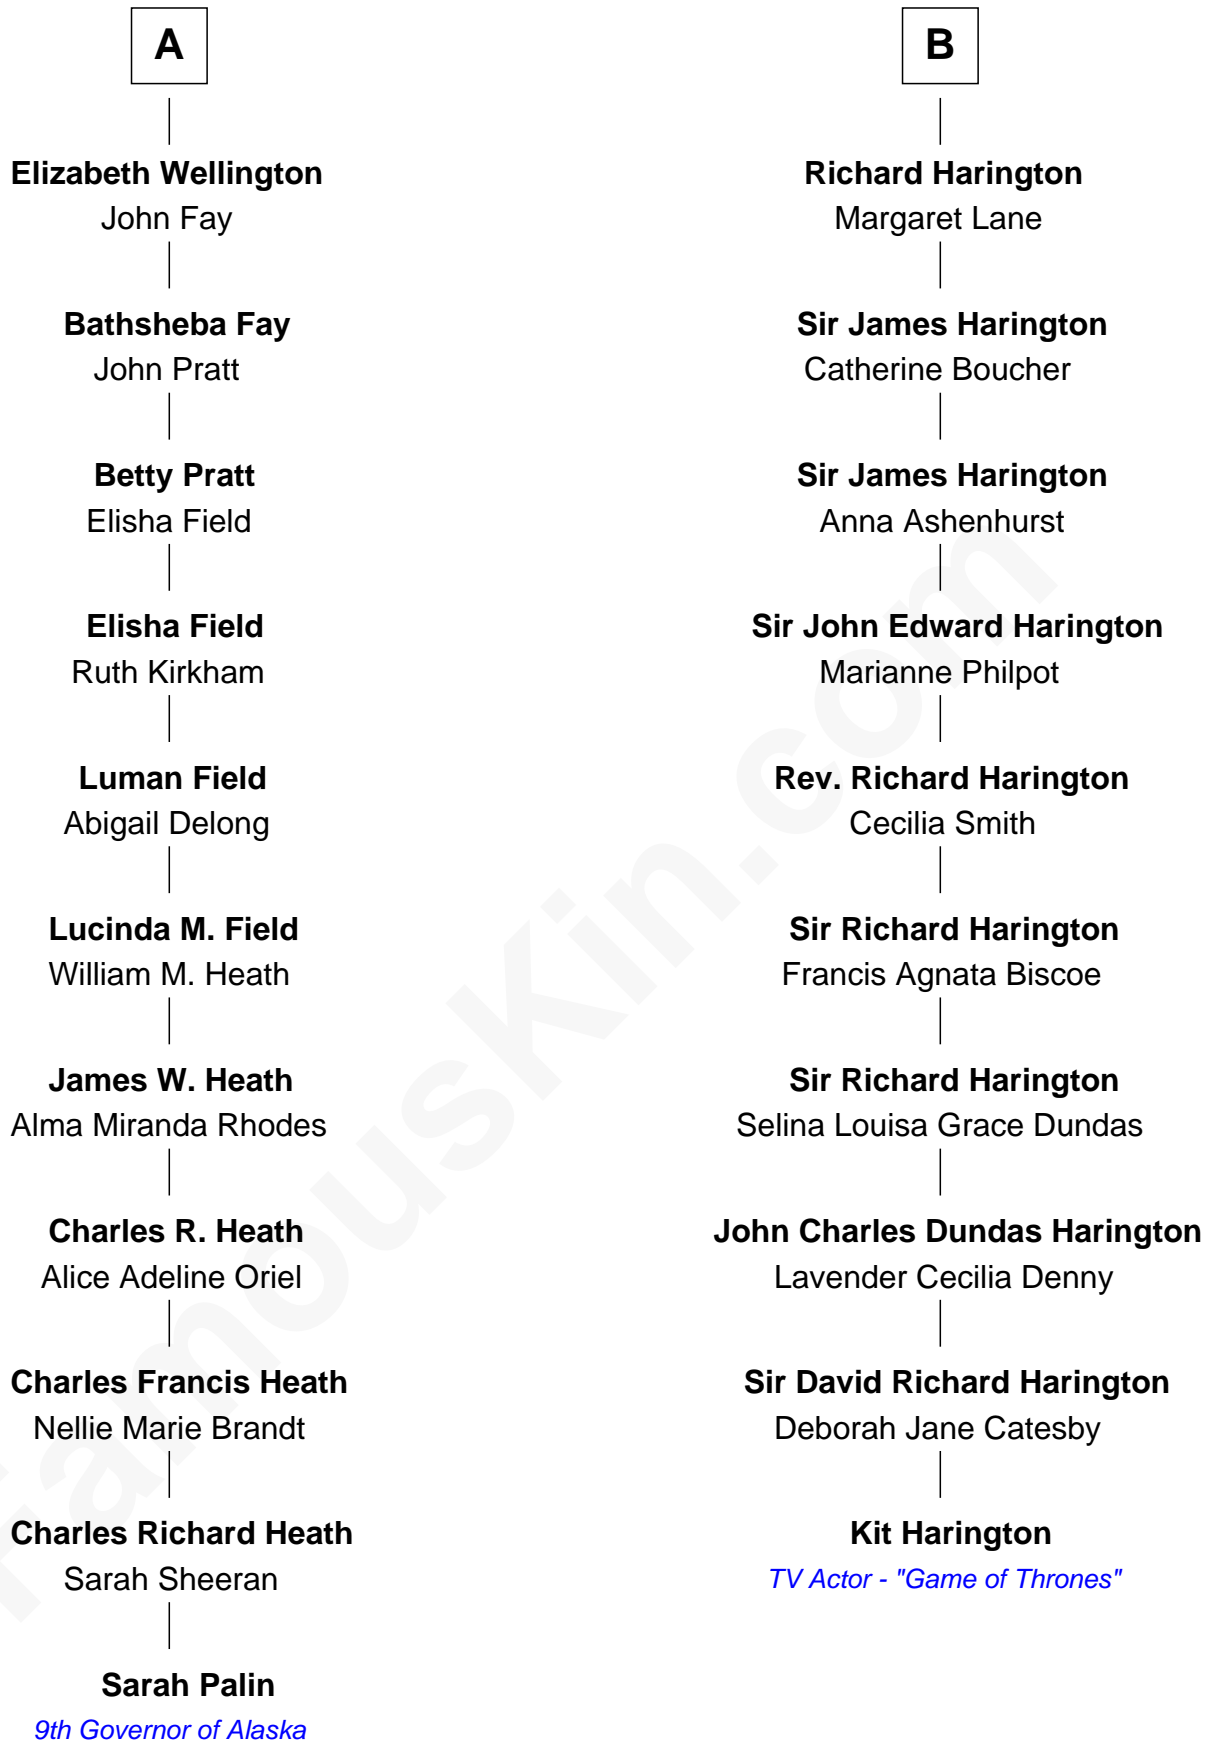 A
Elizabeth Wellington
John Fay
Bathsheba Fay
John Pratt
Betty Pratt
Elisha Field
Elisha Field
Ruth Kirkham
Luman Field
Abigail Delong
Lucinda M. Field
William M. Heath
James W. Heath
Alma Miranda Rhodes
Charles R. Heath
Alice Adeline Oriel
Charles Francis Heath
Nellie Marie Brandt
Charles Richard Heath
Sarah Sheeran
Sarah Palin
9th Governor of Alaska
B
Richard Harington
Margaret Lane
Sir James Harington
Catherine Boucher
Sir James Harington
Anna Ashenhurst
Sir John Edward Harington
Marianne Philpot
Rev. Richard Harington
Cecilia Smith
Sir Richard Harington
Francis Agnata Biscoe
Sir Richard Harington
Selina Louisa Grace Dundas
John Charles Dundas Harington
Lavender Cecilia Denny
Sir David Richard Harington
Deborah Jane Catesby
Kit Harington
TV Actor - "Game of Thrones"
FamousKin.com